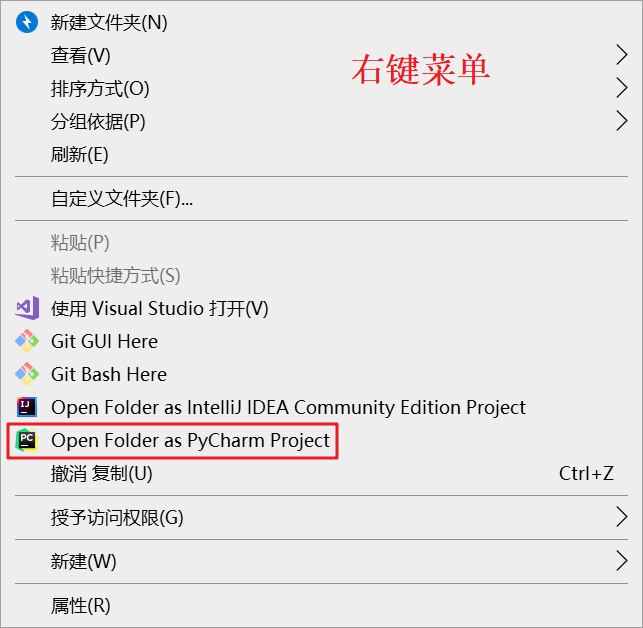 新建文件夹(N)
查看(V)
右键菜单
排序方式(O)
分组依据(P)
刷新(E)
自定义文件夹(F)...
粘贴(P)
粘贴快捷方式(S)
使用 Visual Studio 打开(V)
Git GUI Here
Git Bash Here
IJ Open Folder as IntelliJ IDEA Community Edition Project
PC Open Folder as PyCharm Project
撤消 复制(U) Ctrl+Z
授予访问权限(G)
新建(W)
属性(R)